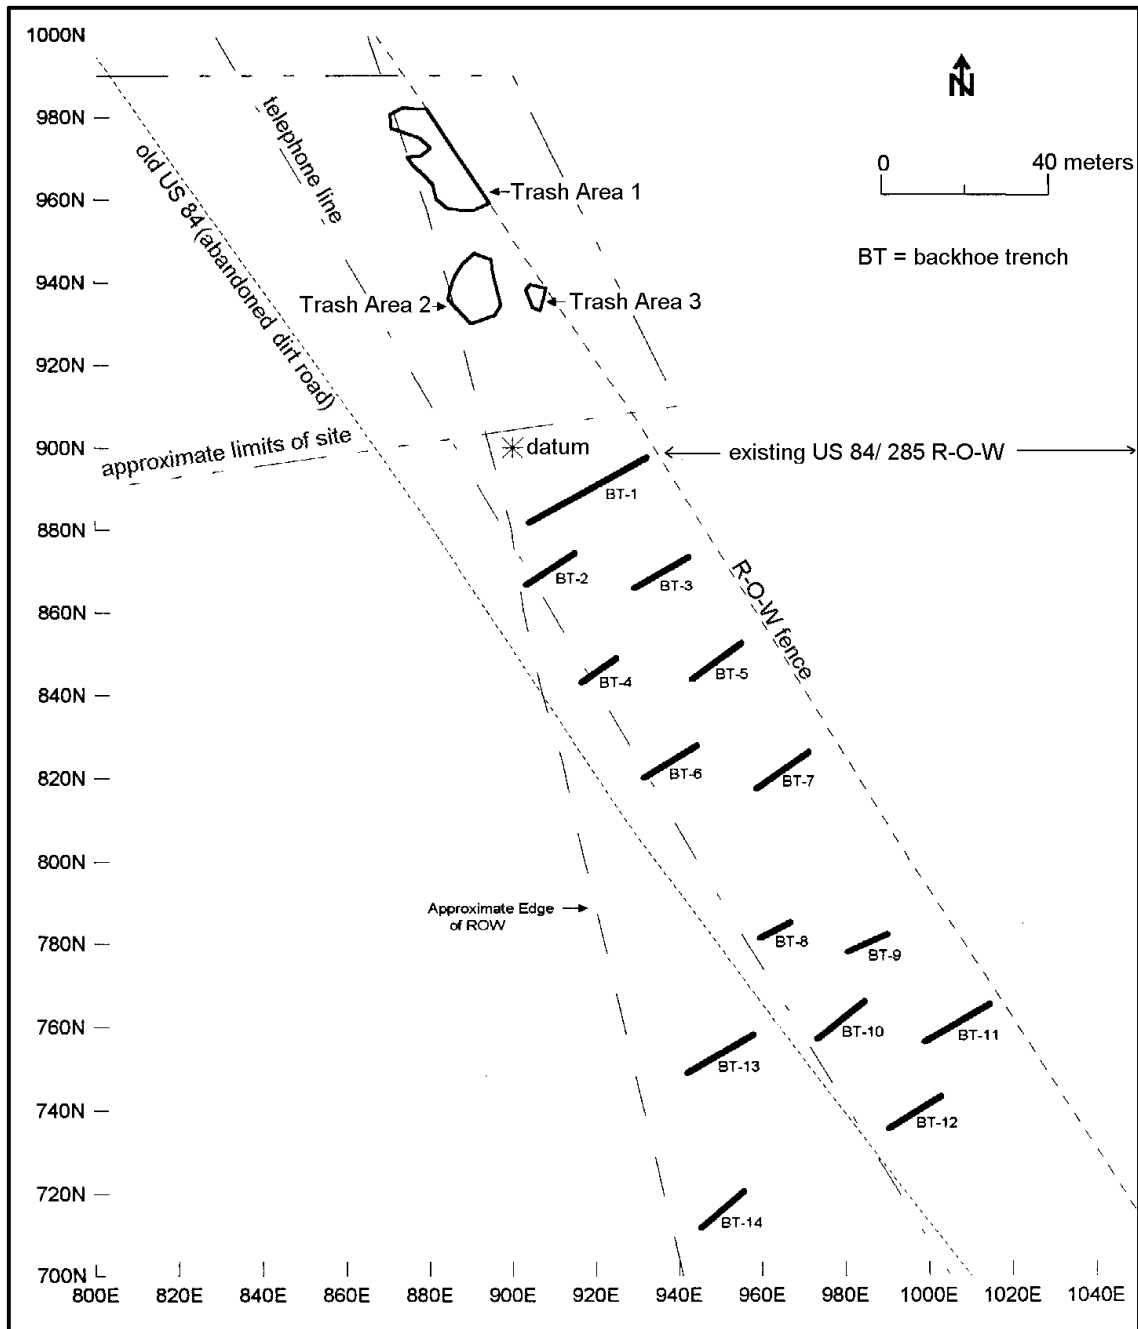 1000N
980N
960N
940N
920N
900N
880N
860N
840N
820N
800N
780N
760N
740N
720N
700N
800E
820E
840E
860E
880E
900E
920E
940E
960E
980E
1000E
1020E
1040E
N
0
40 meters
BT = backhoe trench
telephone line
old US 84 (abandoned dirt road)
Trash Area 1
Trash Area 2
Trash Area 3
approximate limits of site
datum
existing US 84/ 285 R-O-W
R-O-W fence
BT-1
BT-2
BT-3
BT-4
BT-5
BT-6
BT-7
Approximate Edge
of ROW
BT-8
BT-9
BT-10
BT-11
BT-13
BT-12
BT-14